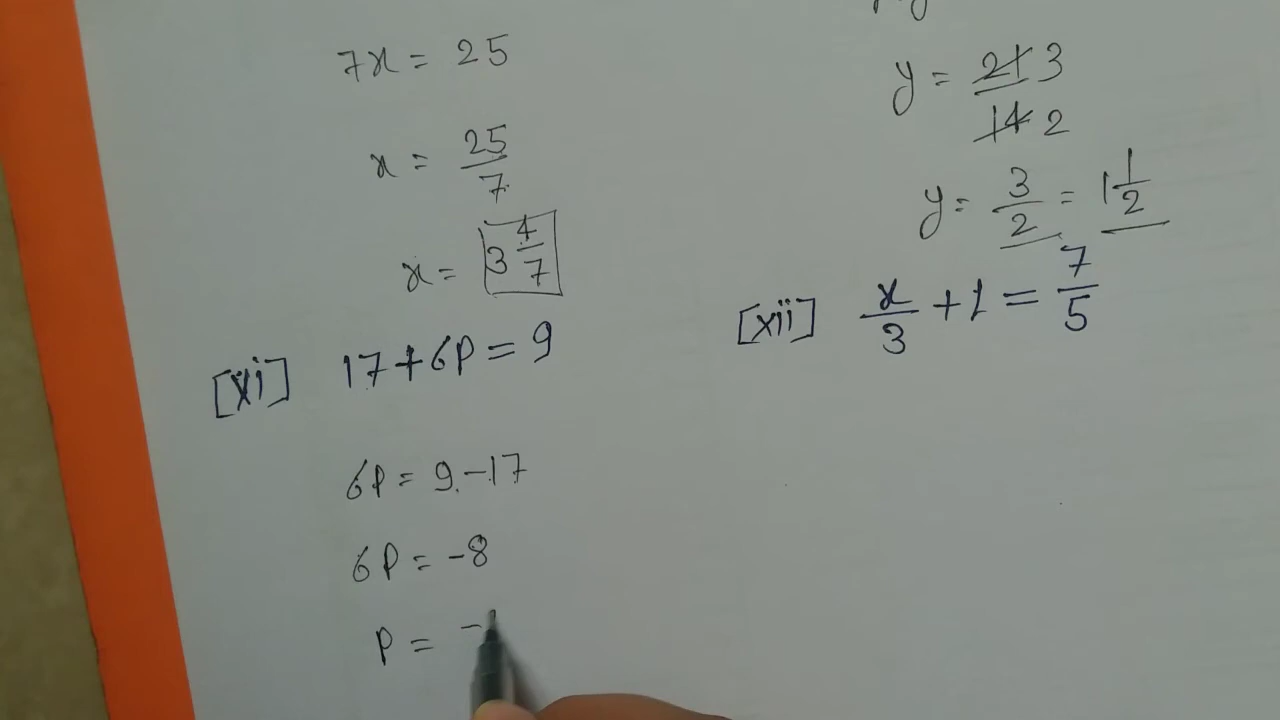 7x = 25
x = 25/7
x = 3 4/7
[xi] 17+6P = 9
6P = 9-17
6P = -8
P = -
y = 21 3 / 14 2
y = 3/2 = 1 1/2
[xii] x/3 + 1 = 7/5